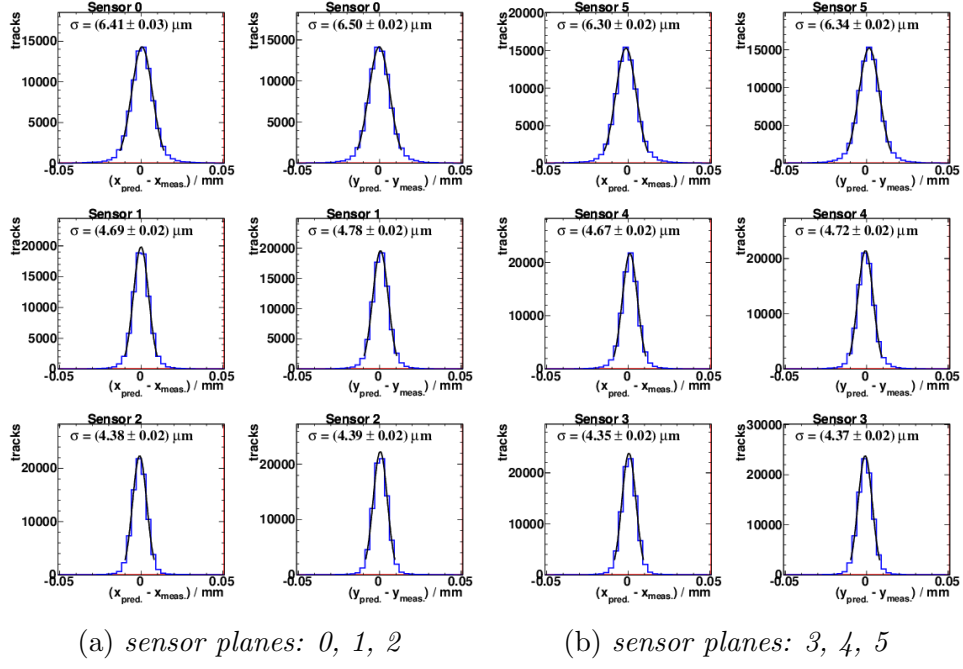 Sensor 0
σ = (6.41 ± 0.03) μm
tracks
15000
10000
5000
0
-0.05 0 0.05
(x_pred. - x_meas.) / mm
Sensor 0
σ = (6.50 ± 0.02) μm
tracks
15000
10000
5000
0
-0.05 0 0.05
(y_pred. - y_meas.) / mm
Sensor 5
σ = (6.30 ± 0.02) μm
tracks
20000
15000
10000
5000
0
-0.05 0 0.05
(x_pred. - x_meas.) / mm
Sensor 5
σ = (6.34 ± 0.02) μm
tracks
20000
15000
10000
5000
0
-0.05 0 0.05
(y_pred. - y_meas.) / mm
Sensor 1
σ = (4.69 ± 0.02) μm
tracks
20000
15000
10000
5000
0
-0.05 0 0.05
(x_pred. - x_meas.) / mm
Sensor 1
σ = (4.78 ± 0.02) μm
tracks
20000
15000
10000
5000
0
-0.05 0 0.05
(y_pred. - y_meas.) / mm
Sensor 4
σ = (4.67 ± 0.02) μm
tracks
20000
10000
0
-0.05 0 0.05
(x_pred. - x_meas.) / mm
Sensor 4
σ = (4.72 ± 0.02) μm
tracks
20000
10000
0
-0.05 0 0.05
(y_pred. - y_meas.) / mm
Sensor 2
σ = (4.38 ± 0.02) μm
tracks
20000
10000
0
-0.05 0 0.05
(x_pred. - x_meas.) / mm
Sensor 2
σ = (4.39 ± 0.02) μm
tracks
20000
10000
0
-0.05 0 0.05
(y_pred. - y_meas.) / mm
Sensor 3
σ = (4.35 ± 0.02) μm
tracks
20000
10000
0
-0.05 0 0.05
(x_pred. - x_meas.) / mm
Sensor 3
σ = (4.37 ± 0.02) μm
tracks
30000
20000
10000
0
-0.05 0 0.05
(y_pred. - y_meas.) / mm
(a) sensor planes: 0, 1, 2
(b) sensor planes: 3, 4, 5